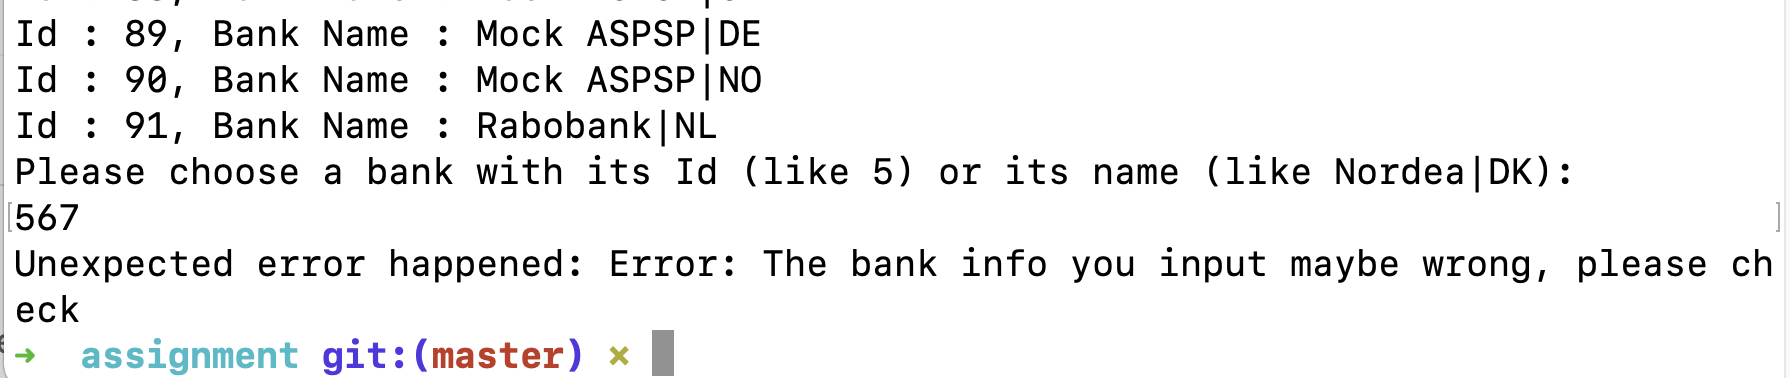 Id : 89, Bank Name : Mock ASPSP|DE
Id : 90, Bank Name : Mock ASPSP|NO
Id : 91, Bank Name : Rabobank|NL
Please choose a bank with its Id (like 5) or its name (like Nordea|DK):
[567 ]
Unexpected error happened: Error: The bank info you input maybe wrong, please ch
eck
→ assignment git:(master) ×